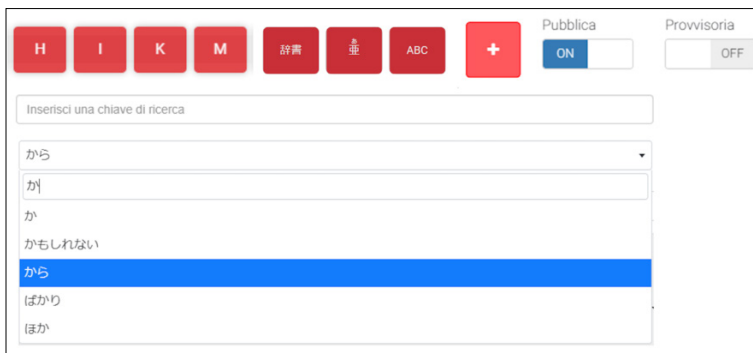 Pubblica Provvisoria
H I K M 辞書 あ亜 ABC + ON OFF
Inserisci una chiave di ricerca
から
か
か
かもしれない
から
ばかり
ほか